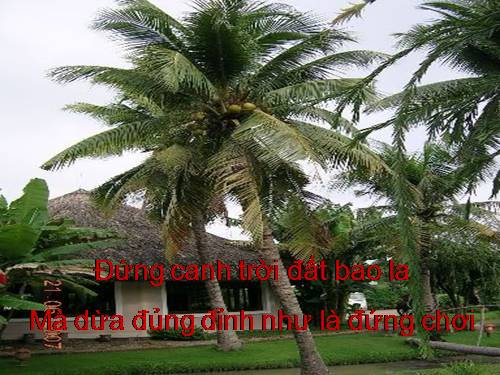 Đứng canh trời đất bao la
Mà dừa đủng đỉnh như là đứng chơi